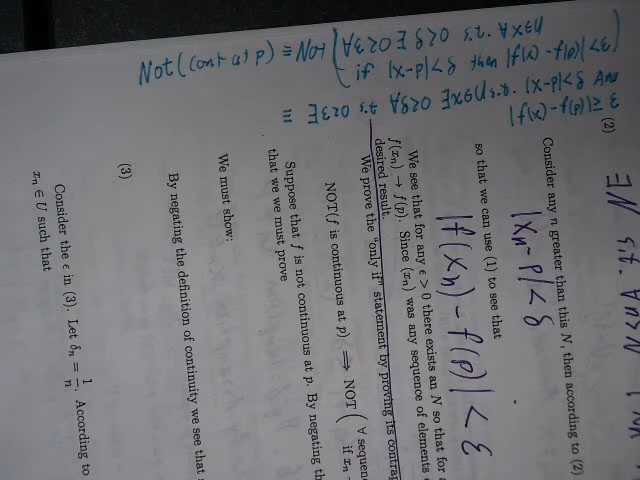 ∃N s.t. ∀n>N
(2)
Consider any n greater than this N, then according to (2)
|xₙ-p|<δ
so that we can use (1) to see that
|f(xₙ)-f(p)|<ε
We see that for any ϵ > 0 there exists an N so that for
f(xₙ) → f(p). Since (xₙ) was any sequence of elements
desired result.
We prove the "only if" statement by proving its contrap
NOT(f is continuous at p) ⟹ NOT ( ∀ sequen
if xₙ
Suppose that f is not continuous at p. By negating th
that we we must prove
We must show:
By negating the definition of continuity we see that
(3)
Consider the ϵ in (3). Let δₙ = 1/n. According to
xₙ ∈ U such that
Not(cont at p) ≡ Not(∀ε>0 ∃δ>0 s.t. ∀x∈U
if |x-p|<δ then |f(x)-f(p)|<ε)
≡ ∃ε>0 s.t. ∀δ>0 ∃x∈U s.t. |x-p|<δ and
|f(x)-f(p)|≥ε